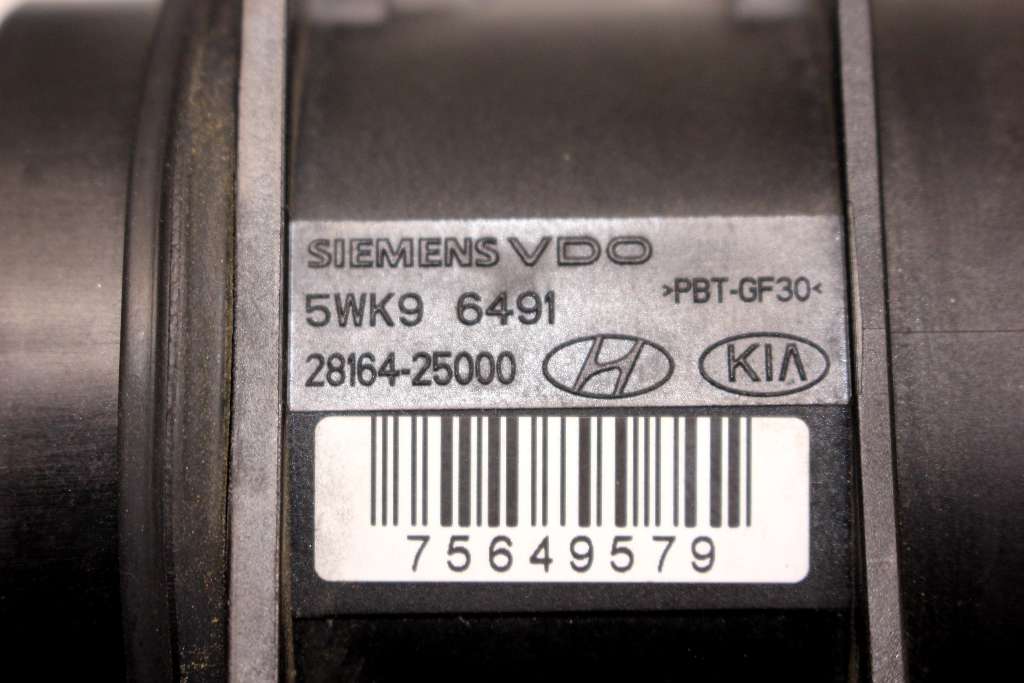 SIEMENS VDO
5WK9 6491 >PBT-GF30<
28164-25000 H KIA
75649579